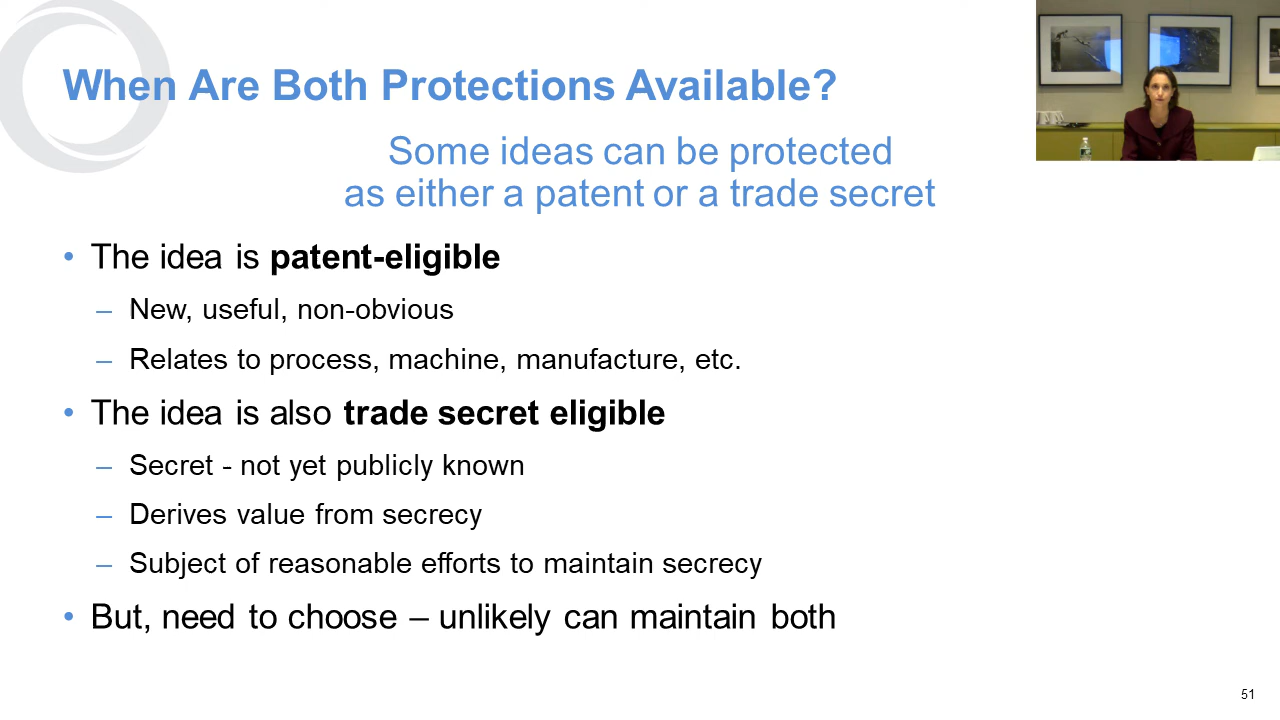 When Are Both Protections Available?
Some ideas can be protected
as either a patent or a trade secret
• The idea is patent-eligible
– New, useful, non-obvious
– Relates to process, machine, manufacture, etc.
• The idea is also trade secret eligible
– Secret - not yet publicly known
– Derives value from secrecy
– Subject of reasonable efforts to maintain secrecy
• But, need to choose – unlikely can maintain both
51